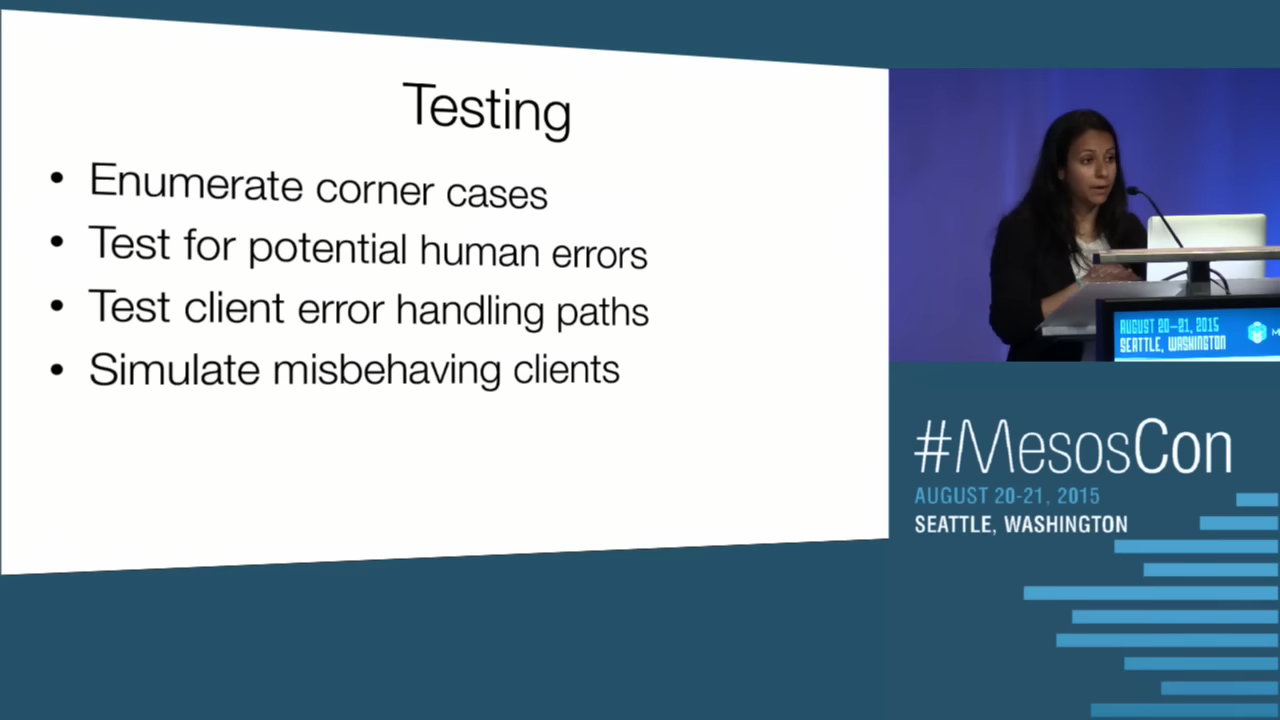 Testing
• Enumerate corner cases
• Test for potential human errors
• Test client error handling paths
• Simulate misbehaving clients
AUGUST 20–21, 2015
SEATTLE, WASHINGTON
#MesosCon
AUGUST 20-21, 2015
SEATTLE, WASHINGTON